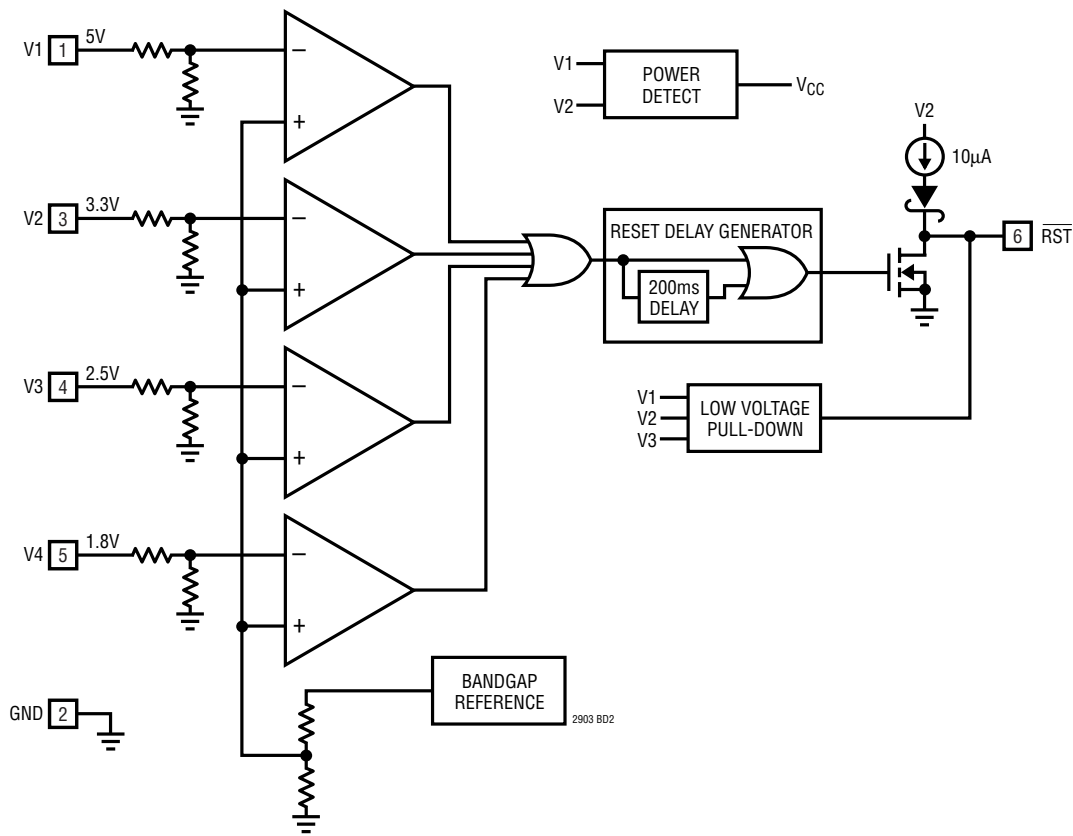 V1 1 5V
−
+
V2 3 3.3V
−
+
V3 4 2.5V
−
+
V4 5 1.8V
−
+
GND 2
BANDGAP
REFERENCE
2903 BD2
V1
V2
POWER
DETECT
VCC
V2
10µA
RESET DELAY GENERATOR
200ms
DELAY
6 RST
V1
V2
V3
LOW VOLTAGE
PULL-DOWN